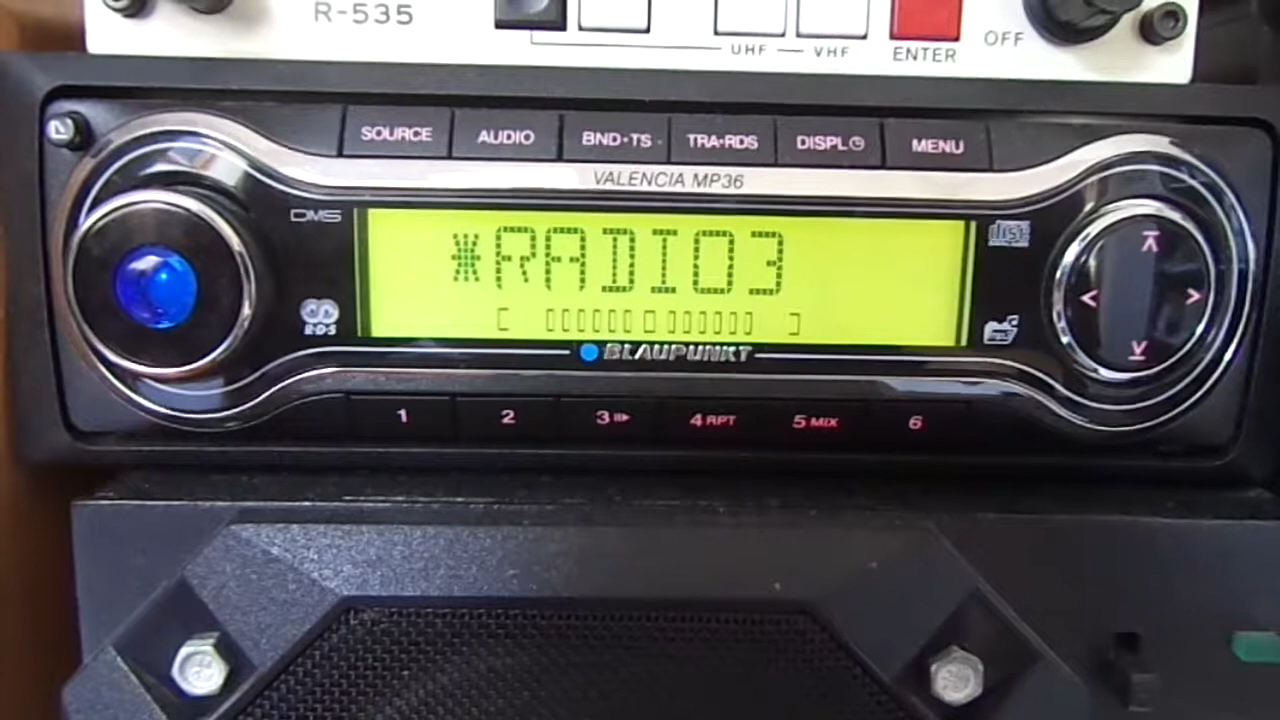 R-535
UHF — VHF
ENTER
OFF
SOURCE AUDIO BND•TS TRA•RDS DISPL MENU
VALENCIA MP36
DMS
disc
*RADIO3
R•D•S
BLAUPUNKT
1 2 3 4 RPT 5 MIX 6